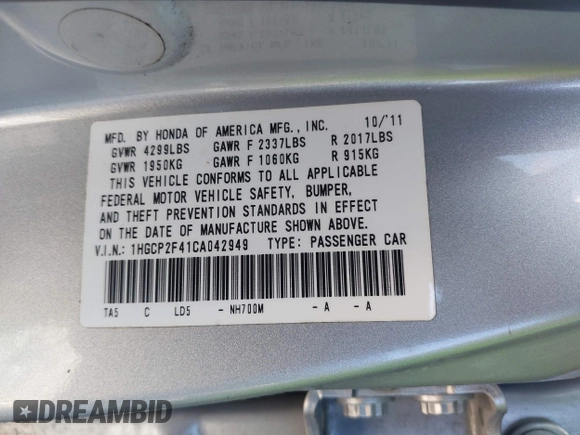 MFD. BY HONDA OF AMERICA MFG., INC. 10/'11
GVWR 4299LBS GAWR F 2337LBS R 2017LBS
GVWR 1950KG GAWR F 1060KG R 915KG
THIS VEHICLE CONFORMS TO ALL APPLICABLE
FEDERAL MOTOR VEHICLE SAFETY, BUMPER,
AND THEFT PREVENTION STANDARDS IN EFFECT
ON THE DATE OF MANUFACTURE SHOWN ABOVE.
V.I.N.: 1HGCP2F41CA042949 TYPE: PASSENGER CAR
TA5 C LD5 - NH700M - A - A
DREAMBID